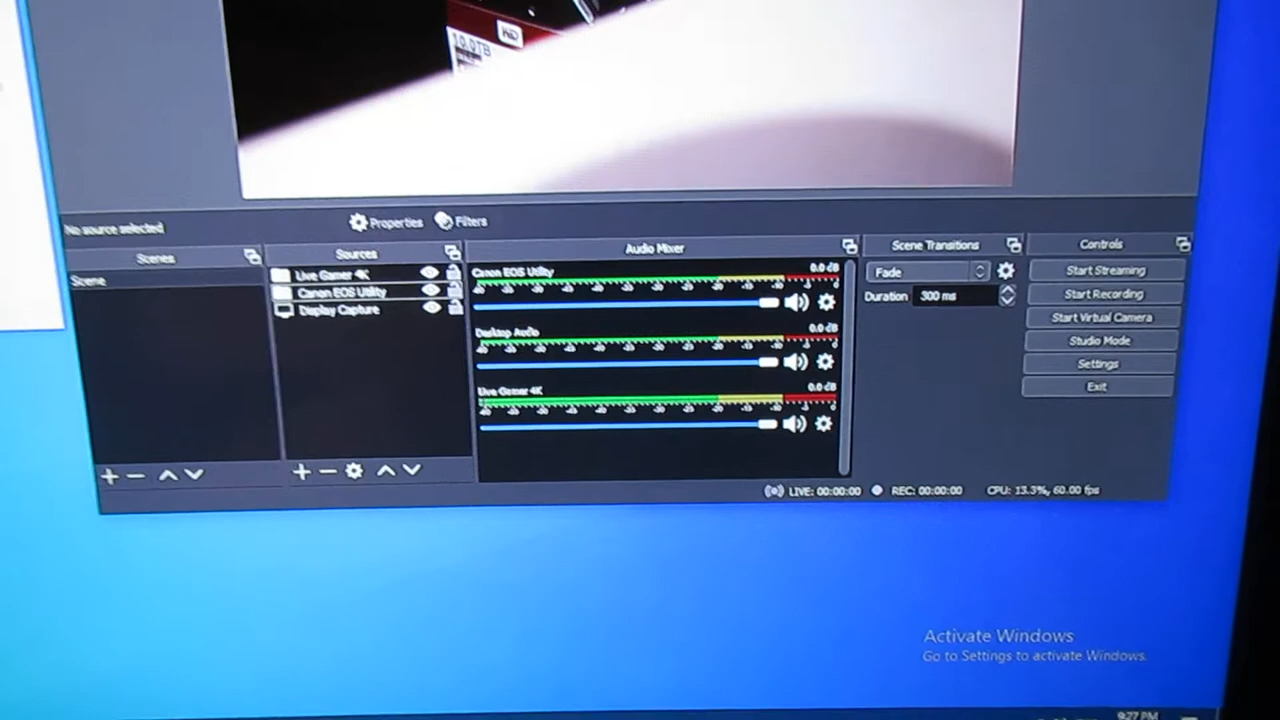 WD
10.0TB
No source selected
Properties
Filters
Scenes
Sources
Audio Mixer
Scene Transitions
Controls
Scene
Live Gamer 4K
Canon EOS Utility
Display Capture
Canon EOS Utility
0.0 dB
Desktop Audio
0.0 dB
Live Gamer 4K
0.0 dB
Fade
Duration
300 ms
Start Streaming
Start Recording
Start Virtual Camera
Studio Mode
Settings
Exit
LIVE: 00:00:00
REC: 00:00:00
CPU: 13.3%, 60.00 fps
Activate Windows
Go to Settings to activate Windows.
9:27 PM